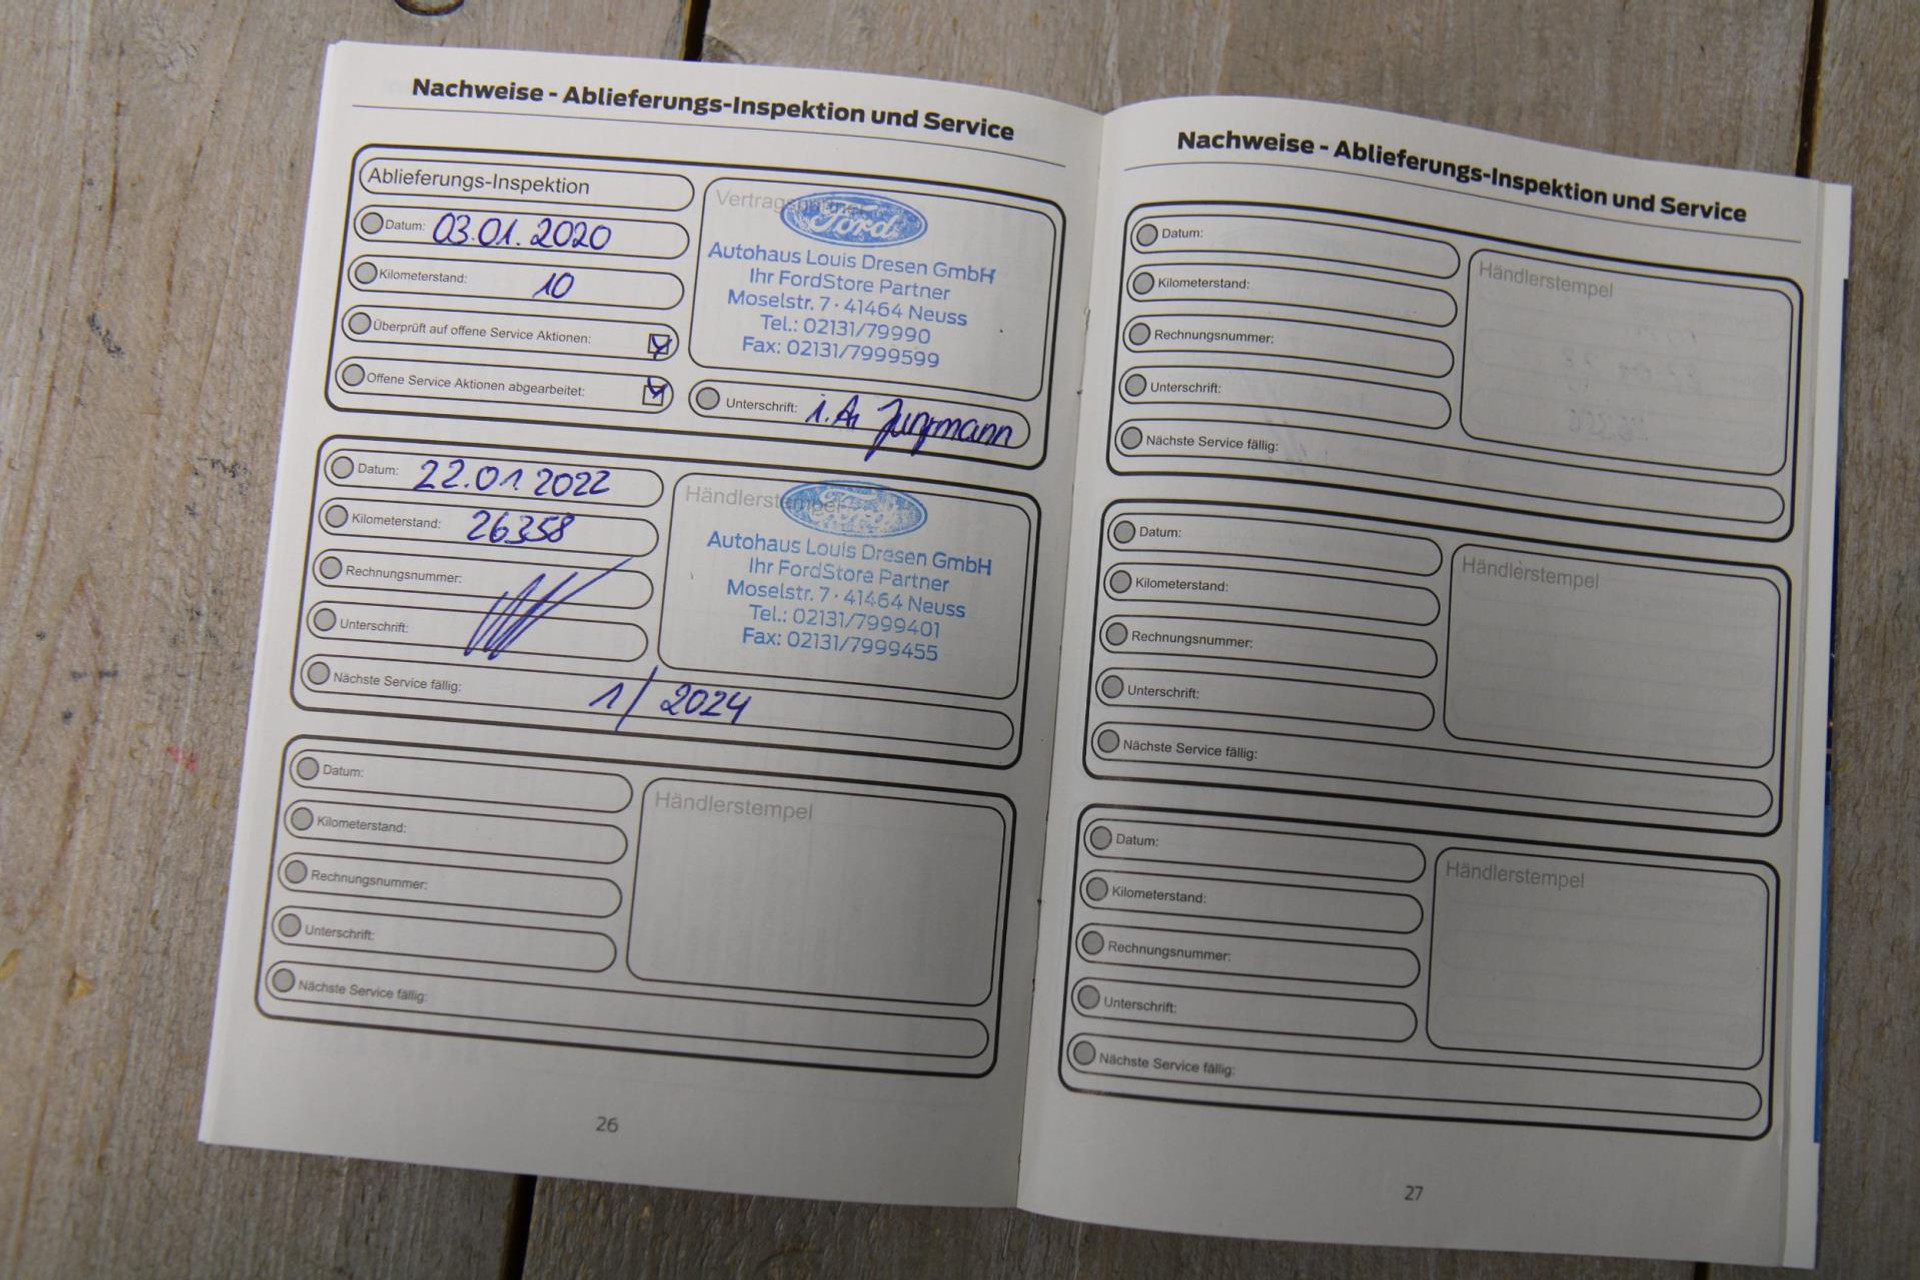 Nachweise - Ablieferungs-Inspektion und Service
Ablieferungs-Inspektion
Datum: 03.01.2020
Kilometerstand: 10
Überprüft auf offene Service Aktionen:
Offene Service Aktionen abgearbeitet:
Ford
Autohaus Louis Dresen GmbH
Ihr FordStore Partner
Moselstr. 7 · 41464 Neuss
Tel.: 02131/79990
Fax: 02131/7999599
Unterschrift: i.A.
Datum: 22.01.2022
Kilometerstand: 26358
Rechnungsnummer:
Unterschrift:
Nächste Service fällig: 1/2024
Händlerstempel
Ford
Autohaus Louis Dresen GmbH
Ihr FordStore Partner
Moselstr. 7 · 41464 Neuss
Tel.: 02131/7999401
Fax: 02131/7999455
Datum:
Kilometerstand:
Rechnungsnummer:
Unterschrift:
Nächste Service fällig:
Händlerstempel
26
Nachweise - Ablieferungs-Inspektion und Service
Datum:
Kilometerstand:
Rechnungsnummer:
Unterschrift:
Nächste Service fällig:
Händlerstempel
Datum:
Kilometerstand:
Rechnungsnummer:
Unterschrift:
Nächste Service fällig:
Händlerstempel
Datum:
Kilometerstand:
Rechnungsnummer:
Unterschrift:
Nächste Service fällig:
Händlerstempel
27